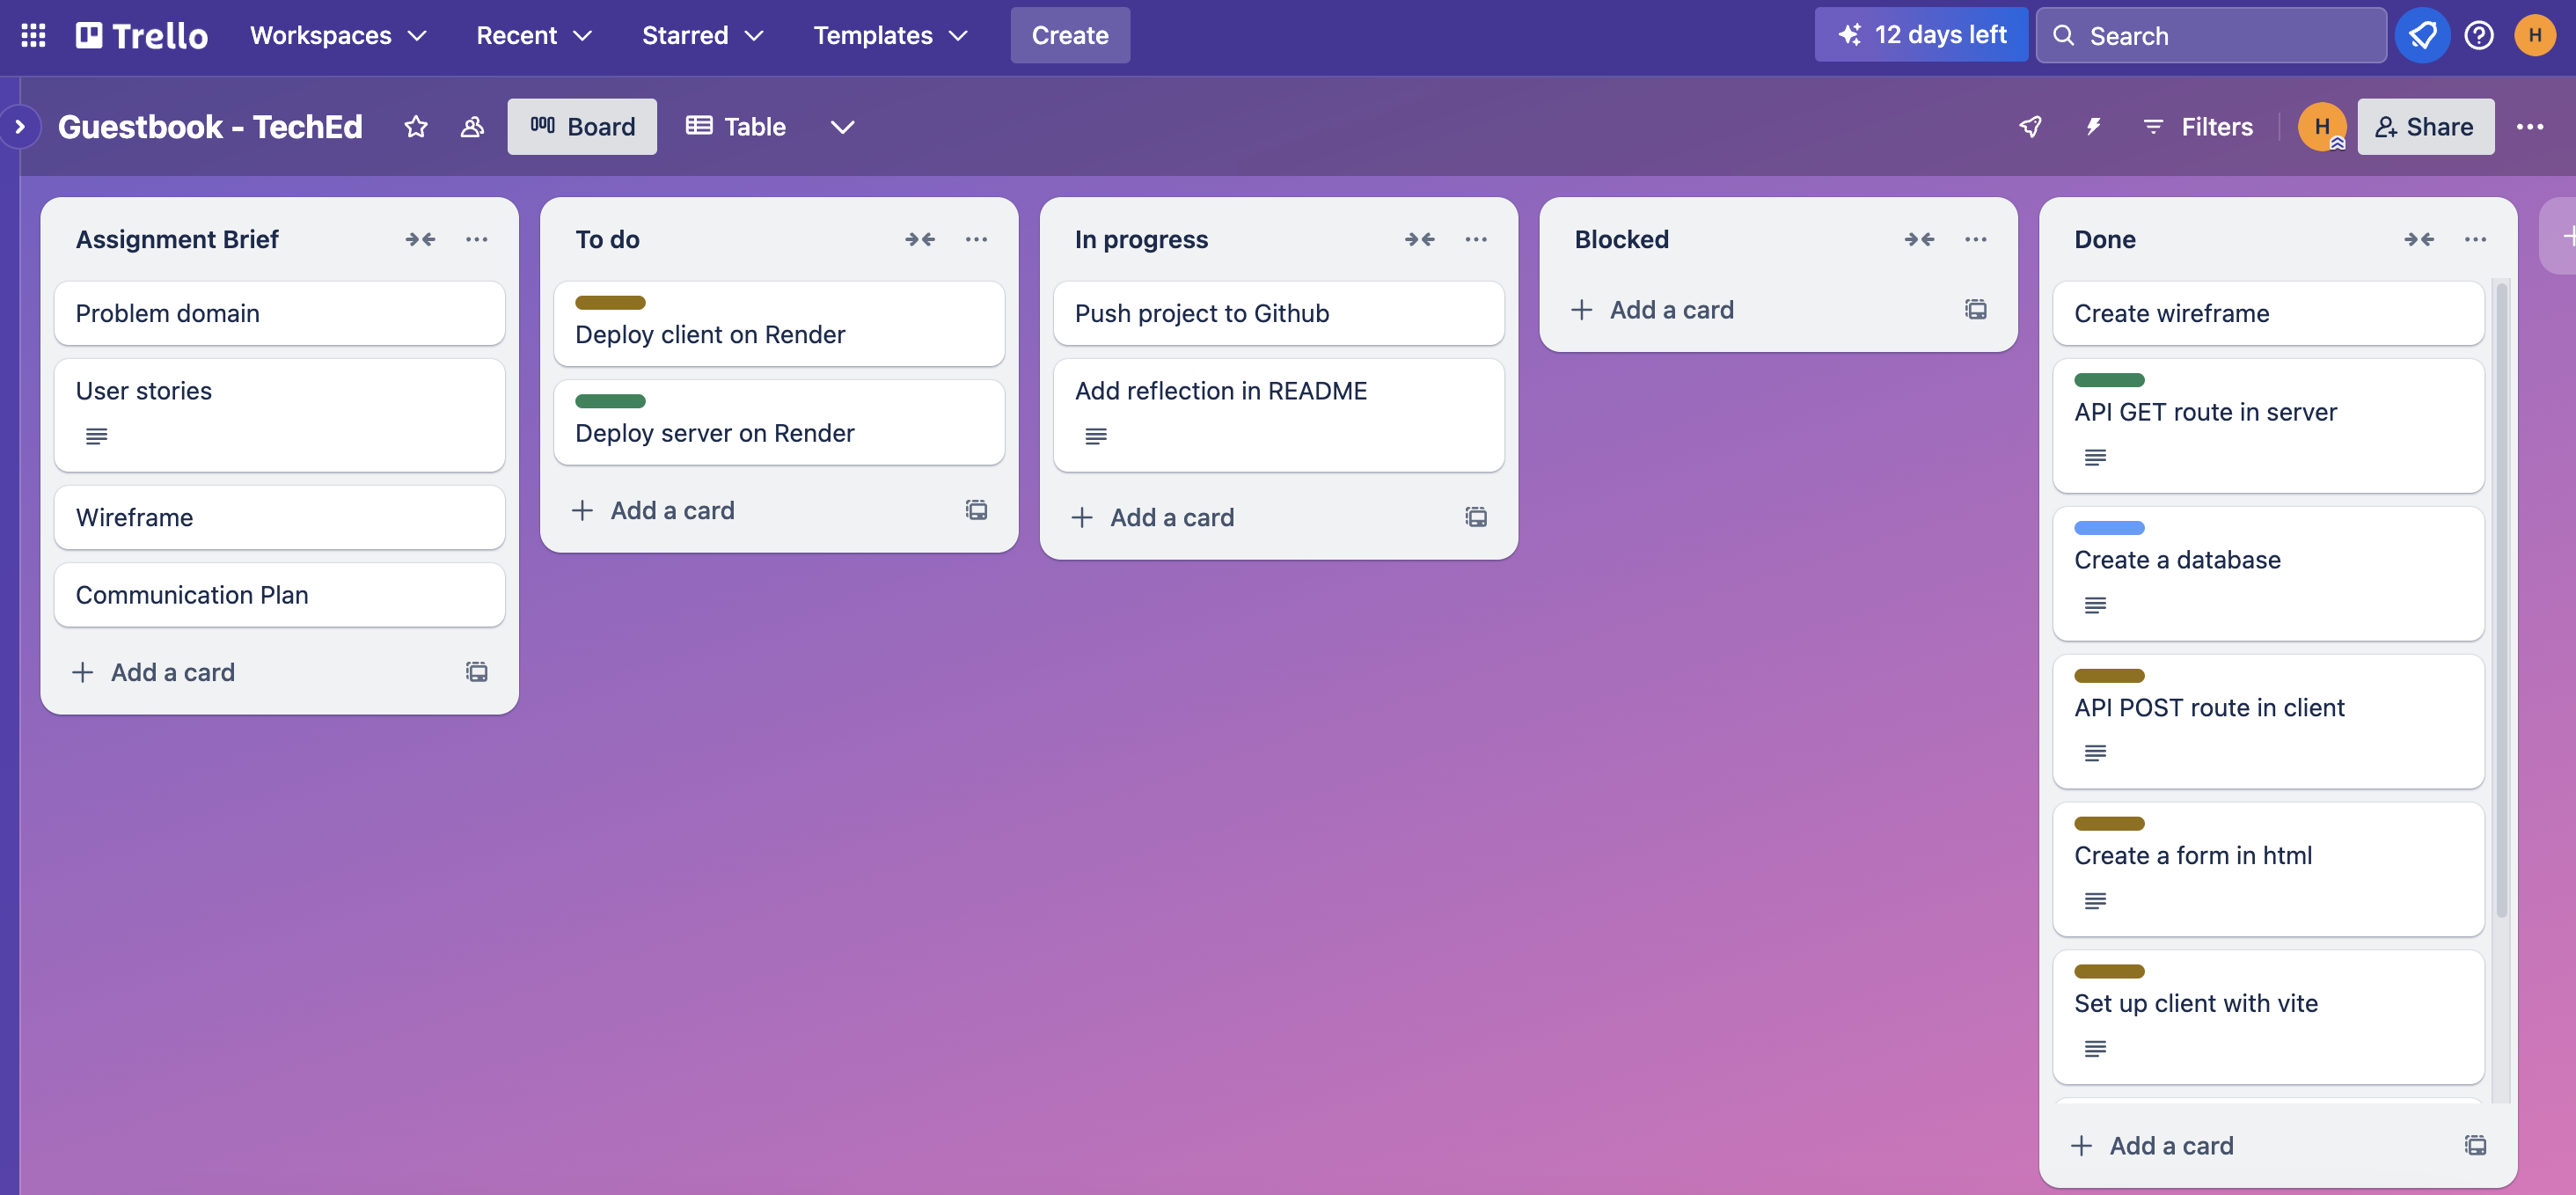 Trello Workspaces Recent Starred Templates Create 12 days left Search H
Guestbook - TechEd Board Table Filters H Share
Assignment Brief
Problem domain
User stories
Wireframe
Communication Plan
Add a card
To do
Deploy client on Render
Deploy server on Render
Add a card
In progress
Push project to Github
Add reflection in README
Add a card
Blocked
Add a card
Done
Create wireframe
API GET route in server
Create a database
API POST route in client
Create a form in html
Set up client with vite
Add a card